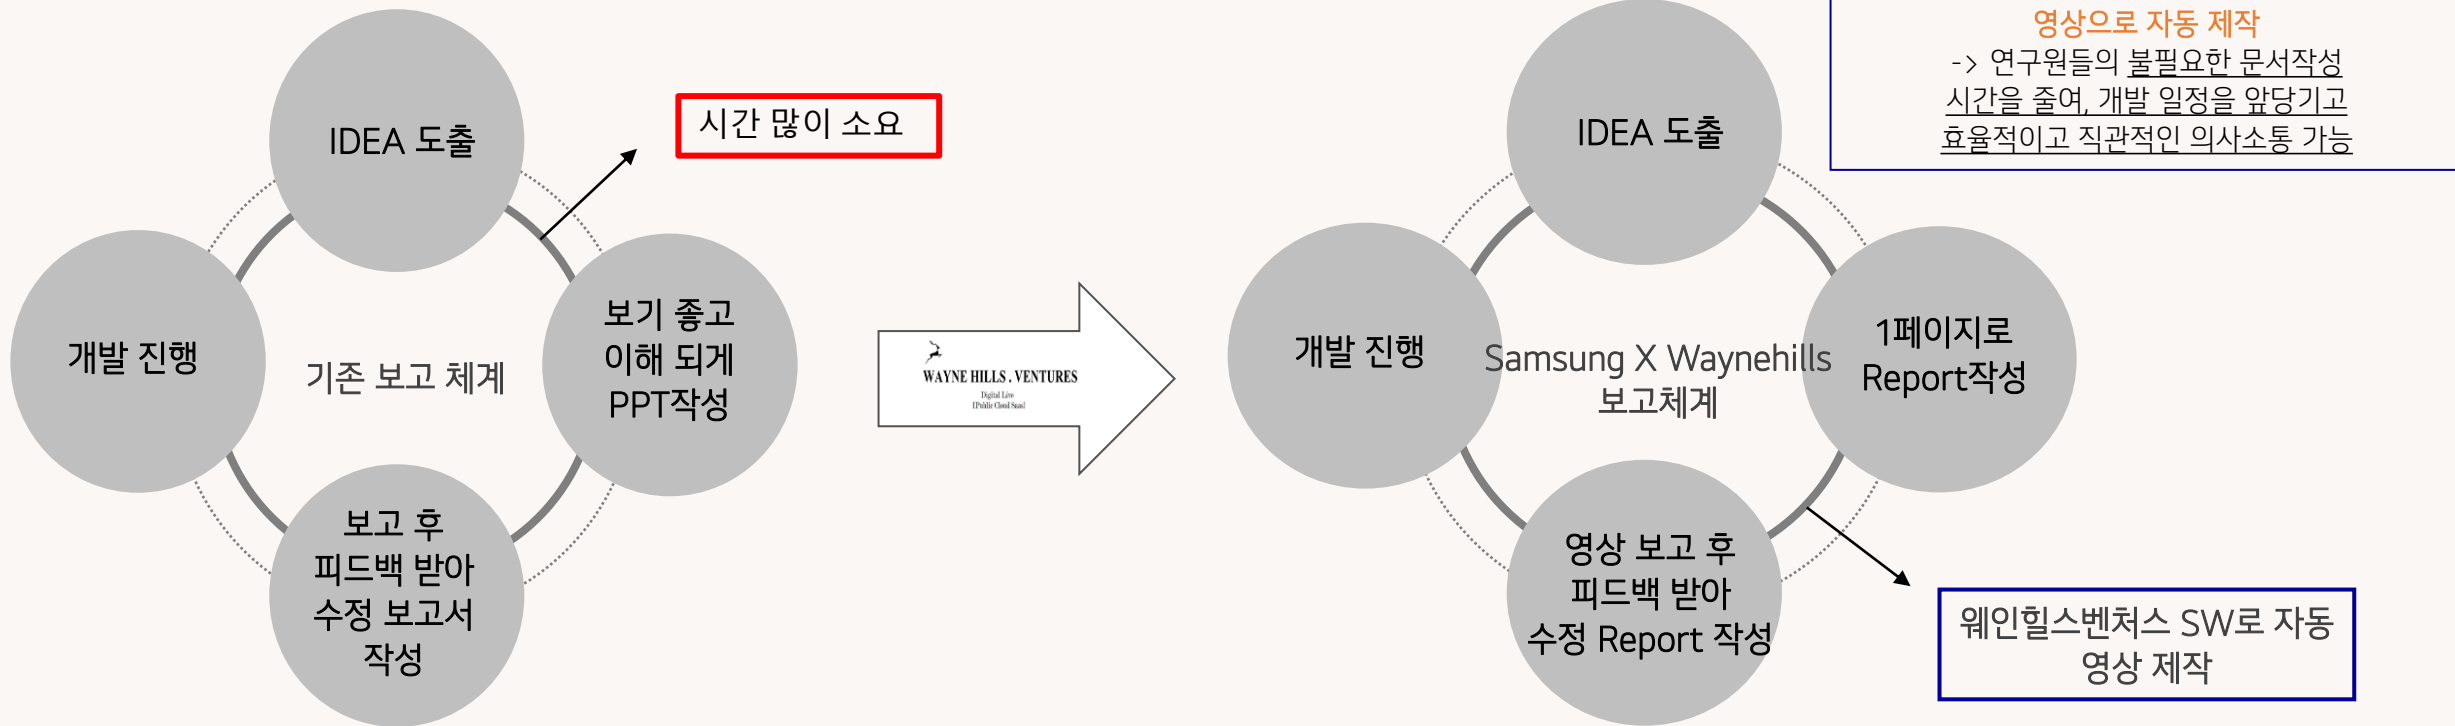 IDEA 도출
시간 많이 소요
개발 진행
기존 보고 체계
보기 좋고
이해 되게
PPT작성
보고 후
피드백 받아
수정 보고서
작성
WAYNE HILLS . VENTURES
Digital Live
[Public Cloud Saas]
영상으로 자동 제작
-> 연구원들의 불필요한 문서작성
시간을 줄여, 개발 일정을 앞당기고
효율적이고 직관적인 의사소통 가능
IDEA 도출
개발 진행
Samsung X Waynehills
보고체계
1페이지로
Report작성
영상 보고 후
피드백 받아
수정 Report 작성
웨인힐스벤처스 SW로 자동
영상 제작